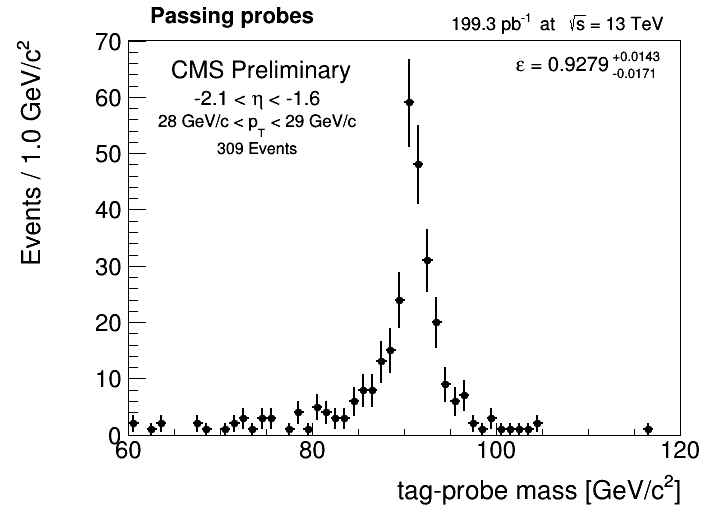 Passing probes
199.3 pb⁻¹ at √s = 13 TeV
CMS Preliminary
-2.1 < η < -1.6
28 GeV/c < p_T < 29 GeV/c
309 Events
ε = 0.9279 +0.0143 -0.0171
Events / 1.0 GeV/c²
70
60
50
40
30
20
10
0
60 80 100 120
tag-probe mass [GeV/c²]